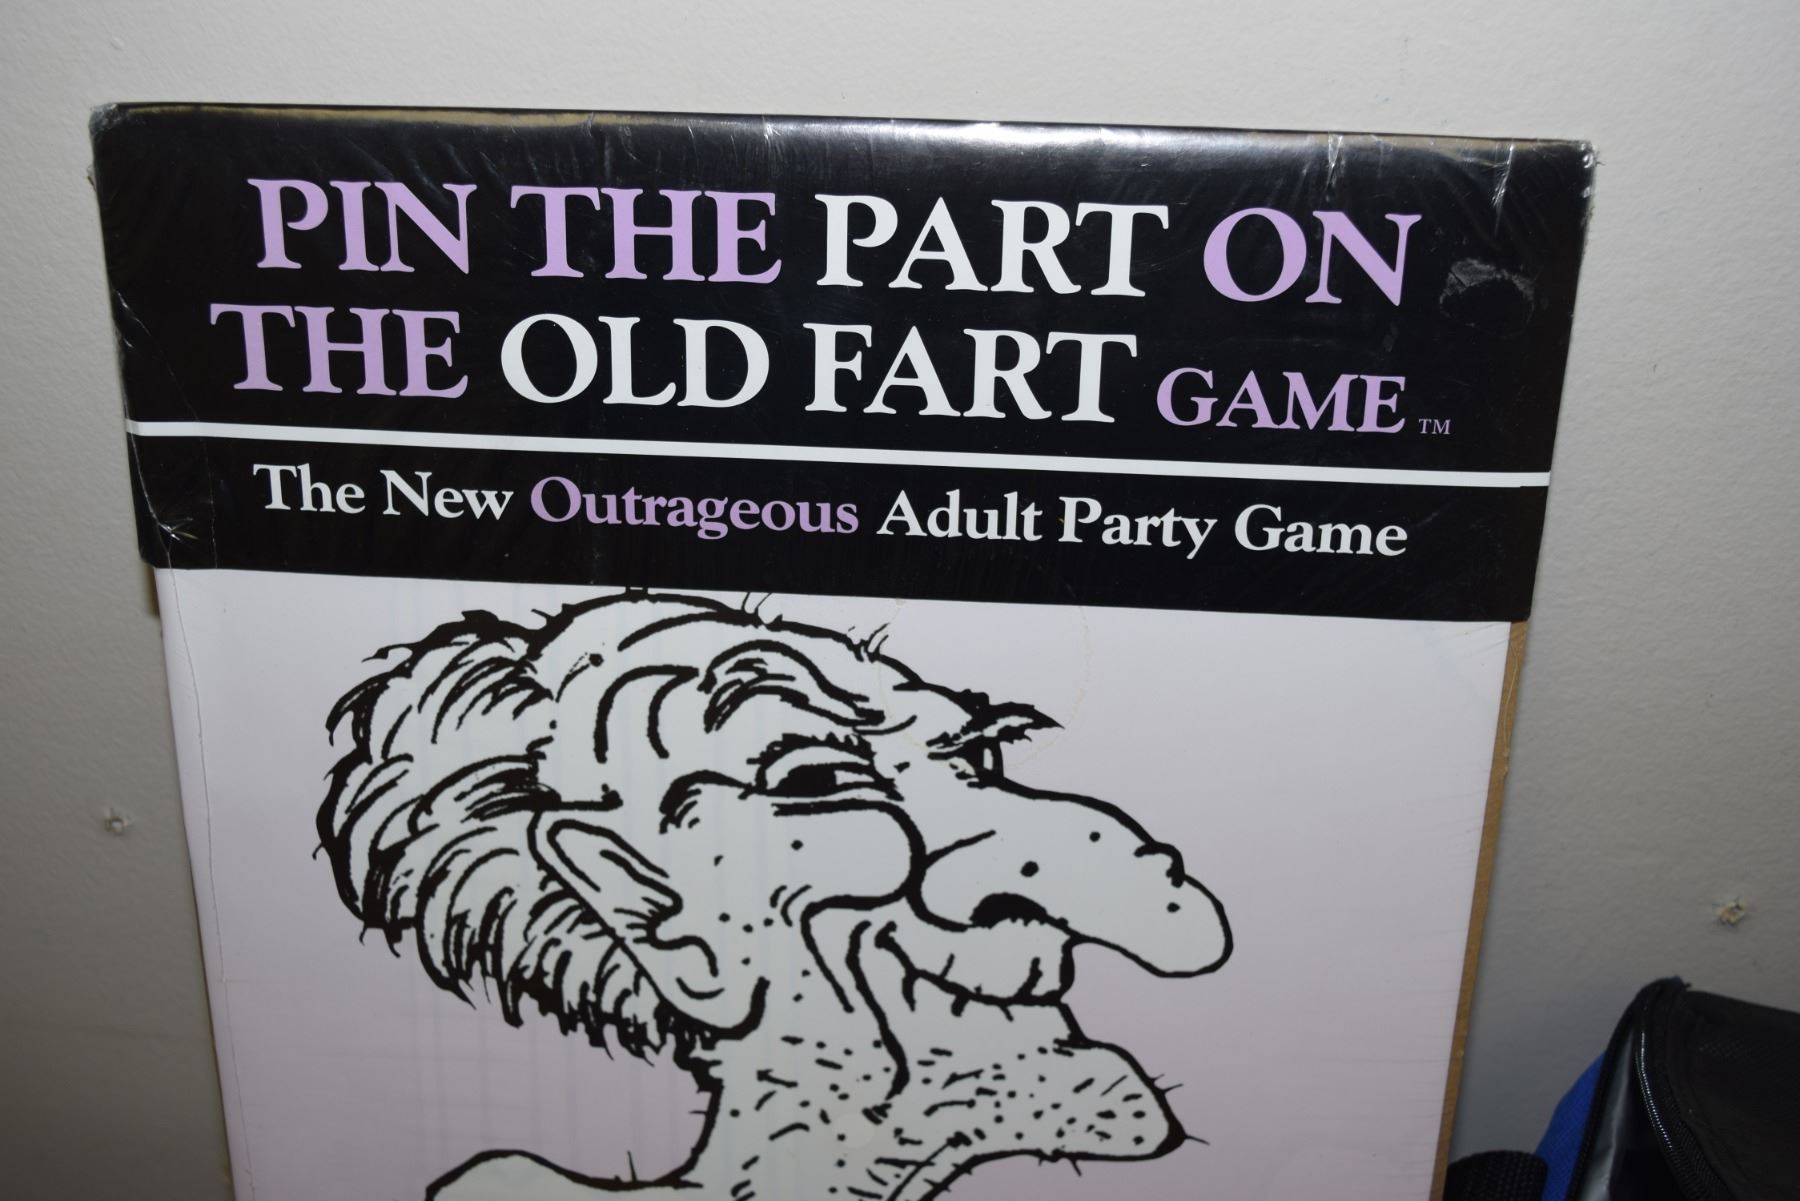 PIN THE PART ON
THE OLD FART GAME™
The New Outrageous Adult Party Game